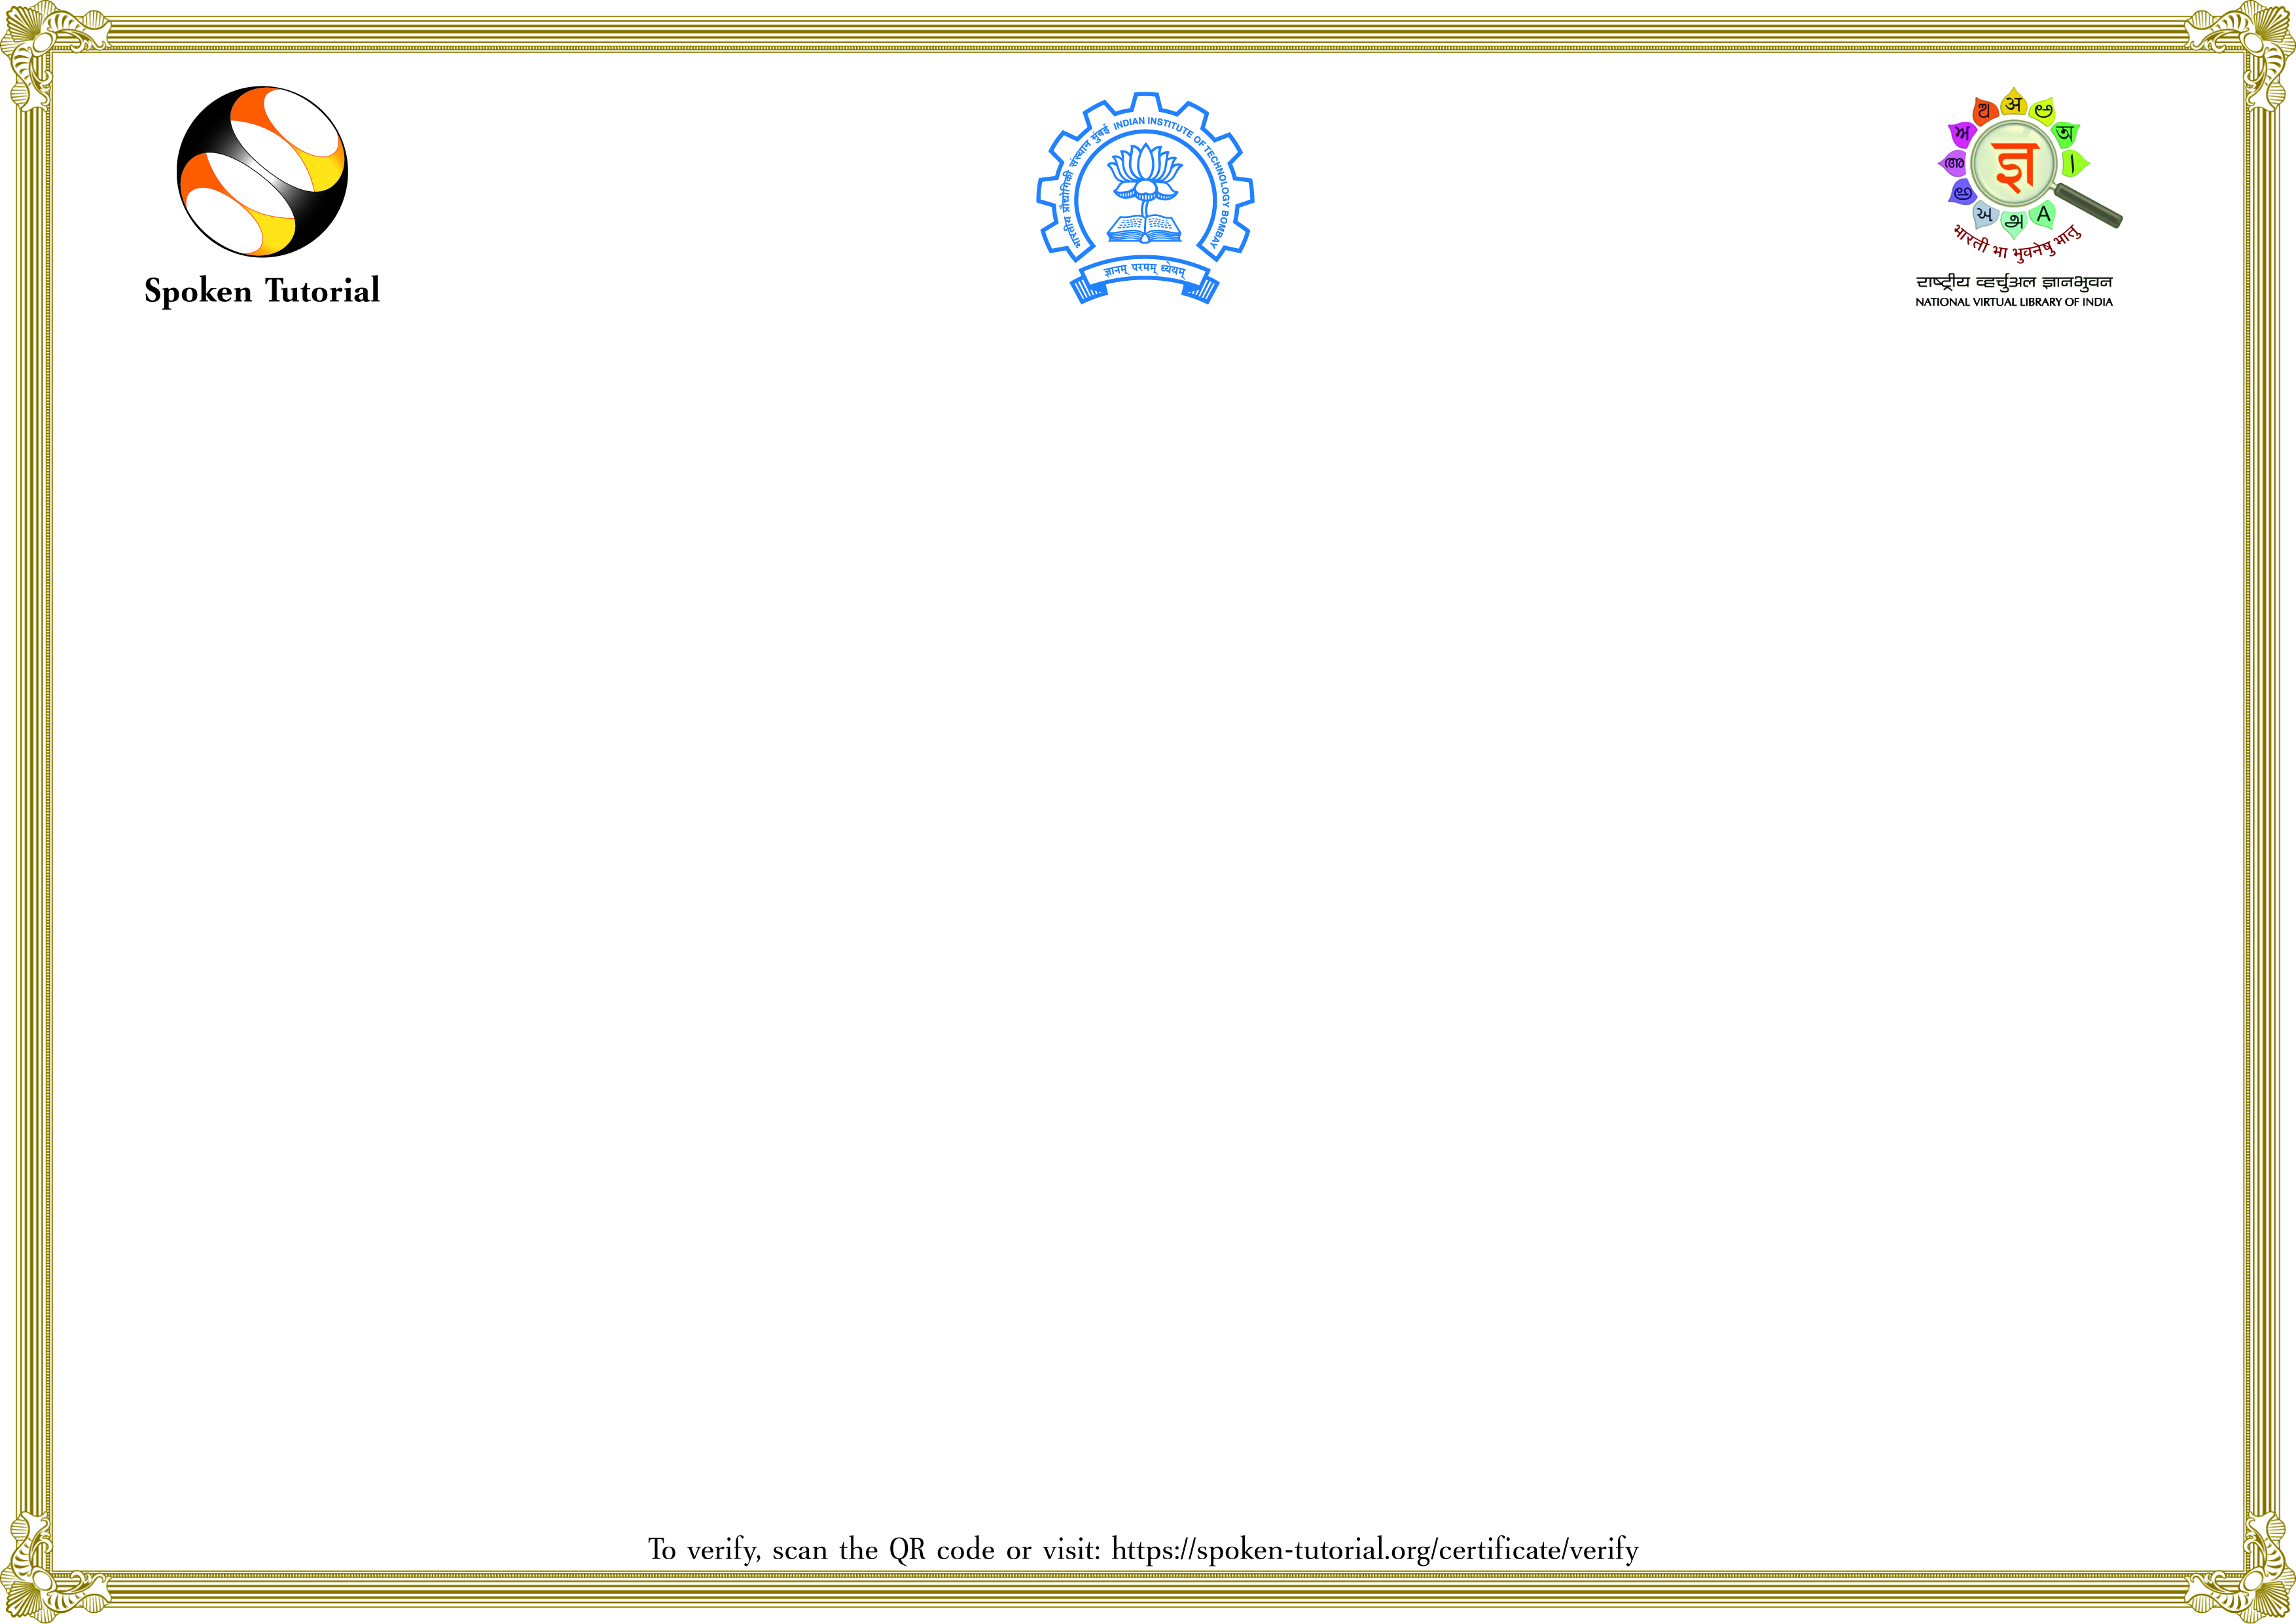 Spoken Tutorial
भारतीय प्रौद्योगिकी संस्थान मुंबई INDIAN INSTITUTE OF TECHNOLOGY BOMBAY
ज्ञानम् परमम् ध्येयम्
अ
అ
অ
।
A
அ
અ
ಅ
അ
ਅ
ଅ
ज्ञ
भारती भा भुवनेषु भातु
राष्ट्रीय व्हर्चुअल ज्ञानभुवन
NATIONAL VIRTUAL LIBRARY OF INDIA
To verify, scan the QR code or visit: https://spoken-tutorial.org/certificate/verify